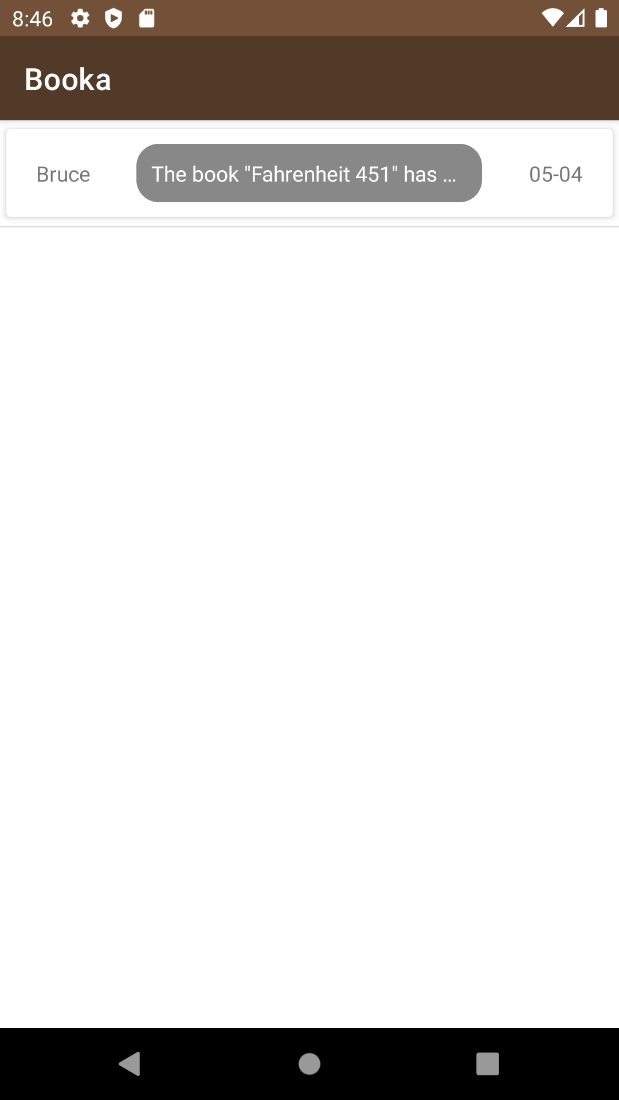 8:46
Booka
Bruce
The book "Fahrenheit 451" has ...
05-04